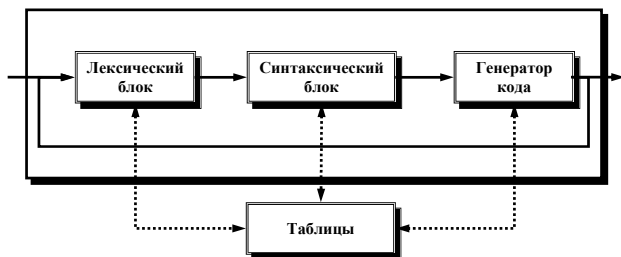 Лексический
блок
Синтаксический
блок
Генератор
кода
Таблицы